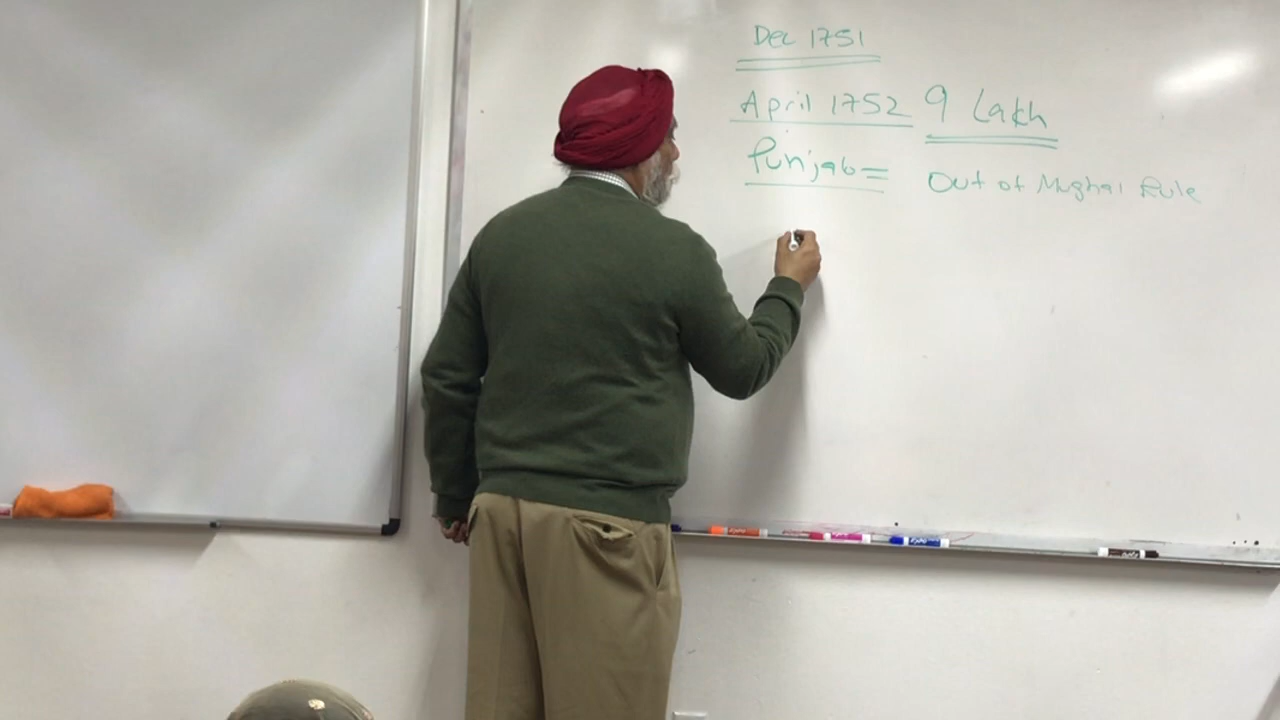 Dec 1751
April 1752 9 Lakh
Punjab = Out of Mughal Rule